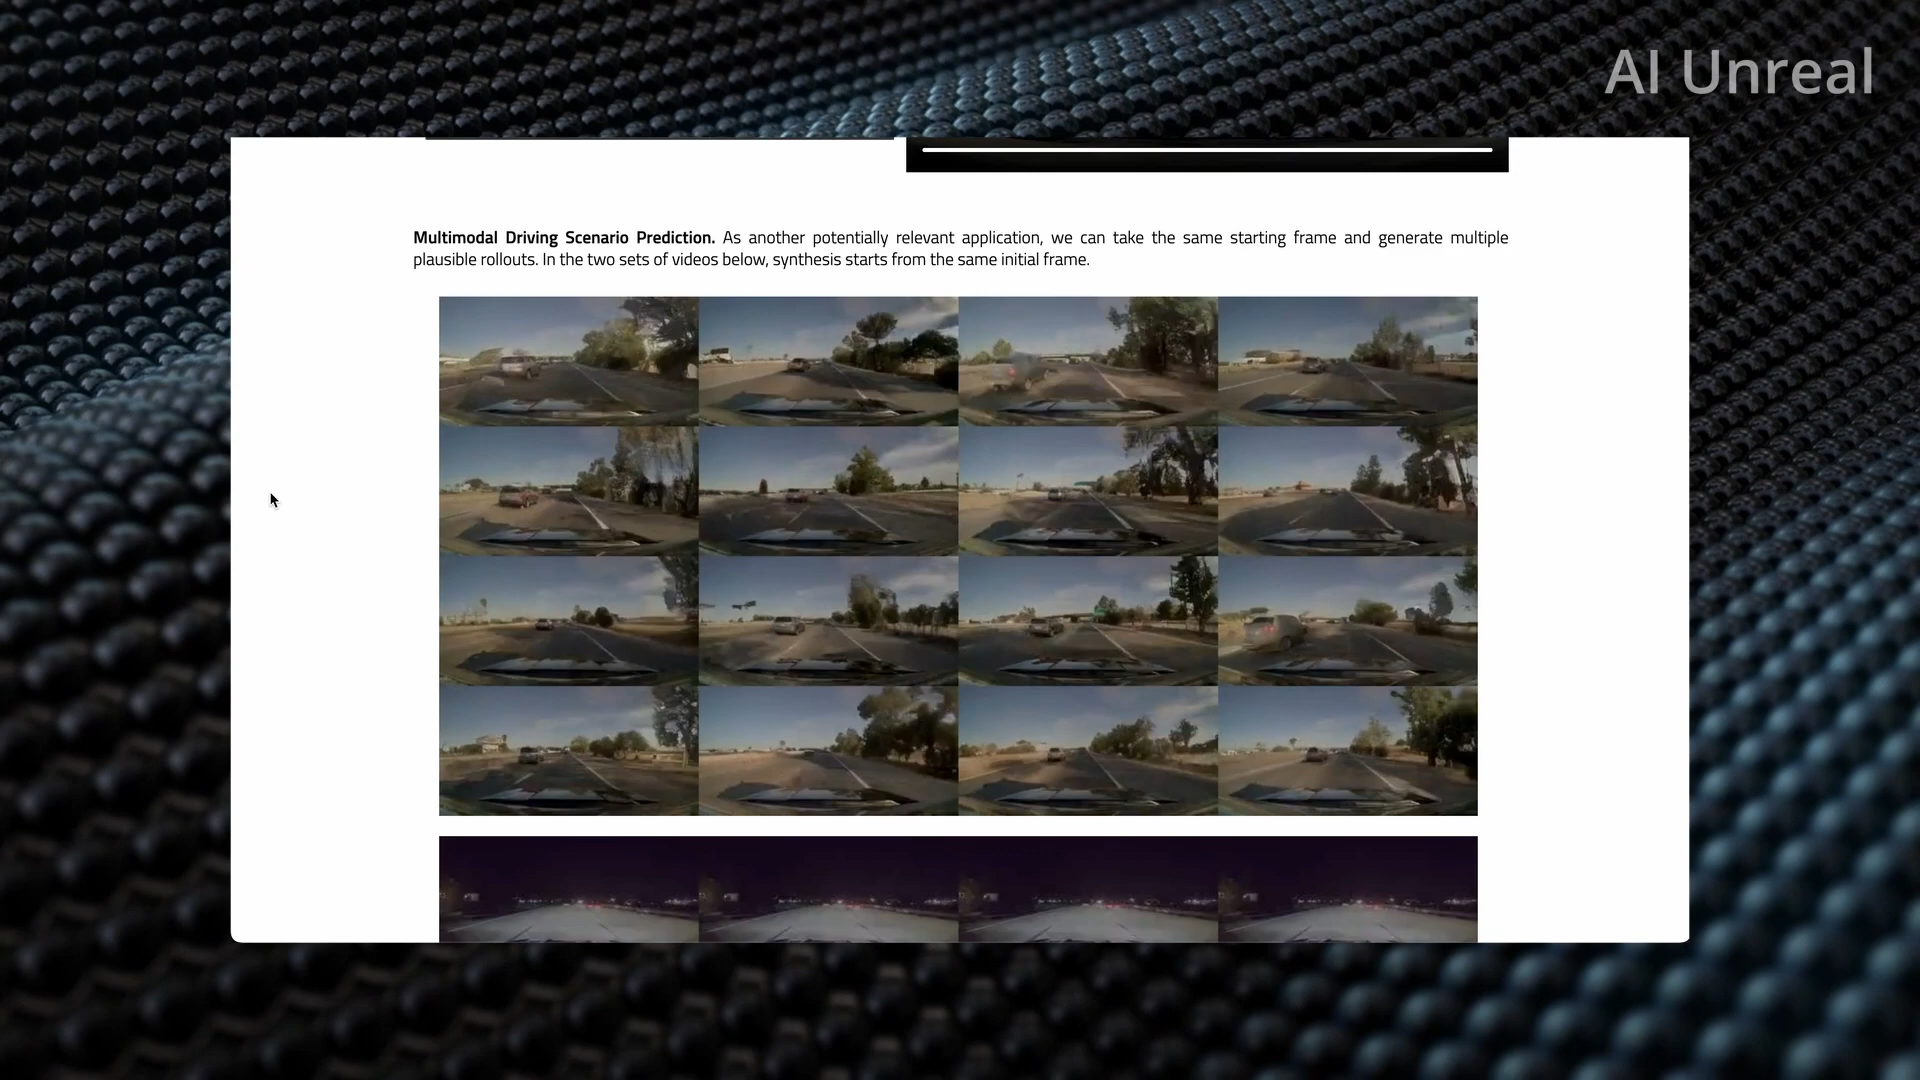 AI Unreal
Multimodal Driving Scenario Prediction. As another potentially relevant application, we can take the same starting frame and generate multiple
plausible rollouts. In the two sets of videos below, synthesis starts from the same initial frame.